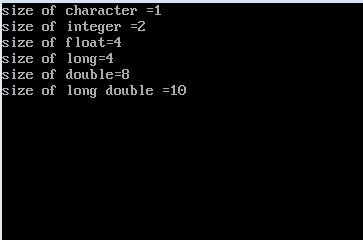 size of character =1
size of integer =2
size of float=4
size of long=4
size of double=8
size of long double =10